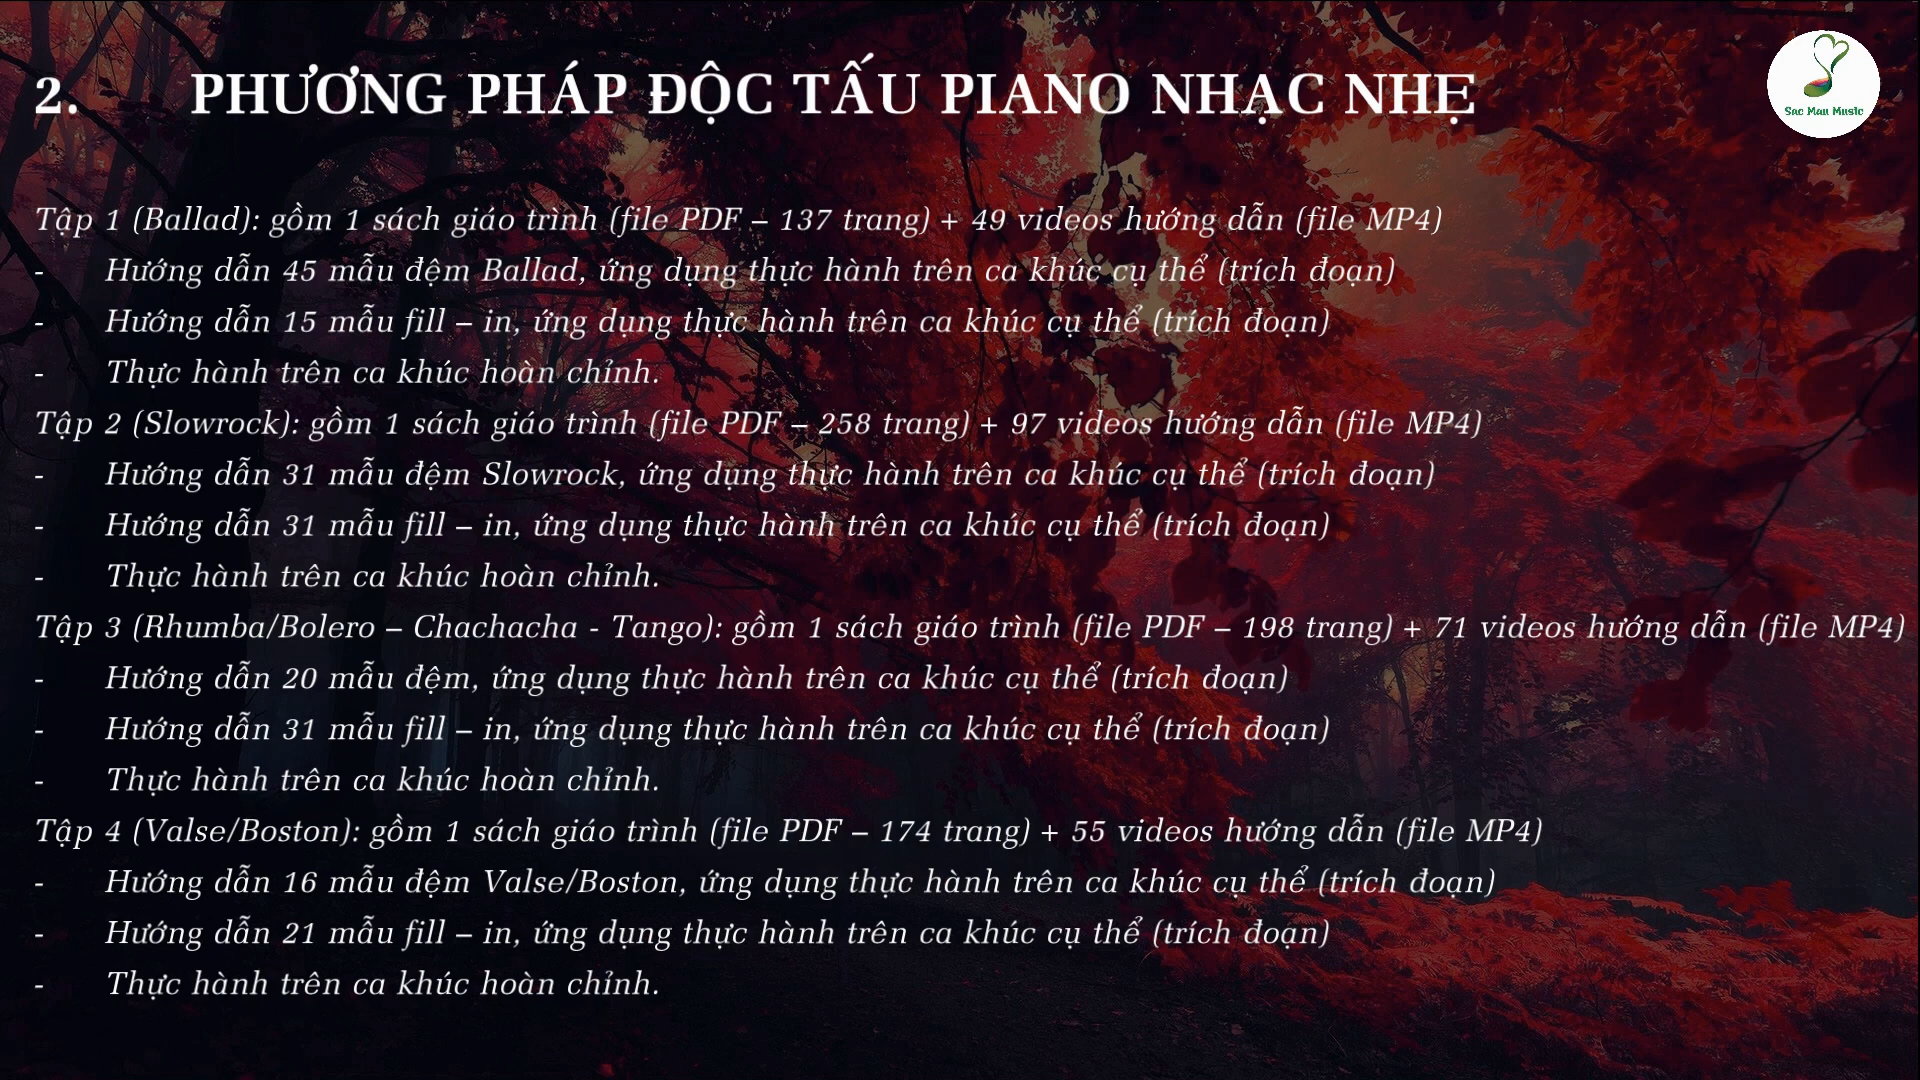 2. PHƯƠNG PHÁP ĐỘC TẤU PIANO NHẠC NHẸ
Sac Mau Music
Tập 1 (Ballad): gồm 1 sách giáo trình (file PDF – 137 trang) + 49 videos hướng dẫn (file MP4)
- Hướng dẫn 45 mẫu đệm Ballad, ứng dụng thực hành trên ca khúc cụ thể (trích đoạn)
- Hướng dẫn 15 mẫu fill – in, ứng dụng thực hành trên ca khúc cụ thể (trích đoạn)
- Thực hành trên ca khúc hoàn chỉnh.
Tập 2 (Slowrock): gồm 1 sách giáo trình (file PDF – 258 trang) + 97 videos hướng dẫn (file MP4)
- Hướng dẫn 31 mẫu đệm Slowrock, ứng dụng thực hành trên ca khúc cụ thể (trích đoạn)
- Hướng dẫn 31 mẫu fill – in, ứng dụng thực hành trên ca khúc cụ thể (trích đoạn)
- Thực hành trên ca khúc hoàn chỉnh.
Tập 3 (Rhumba/Bolero – Chachacha - Tango): gồm 1 sách giáo trình (file PDF – 198 trang) + 71 videos hướng dẫn (file MP4)
- Hướng dẫn 20 mẫu đệm, ứng dụng thực hành trên ca khúc cụ thể (trích đoạn)
- Hướng dẫn 31 mẫu fill – in, ứng dụng thực hành trên ca khúc cụ thể (trích đoạn)
- Thực hành trên ca khúc hoàn chỉnh.
Tập 4 (Valse/Boston): gồm 1 sách giáo trình (file PDF – 174 trang) + 55 videos hướng dẫn (file MP4)
- Hướng dẫn 16 mẫu đệm Valse/Boston, ứng dụng thực hành trên ca khúc cụ thể (trích đoạn)
- Hướng dẫn 21 mẫu fill – in, ứng dụng thực hành trên ca khúc cụ thể (trích đoạn)
- Thực hành trên ca khúc hoàn chỉnh.